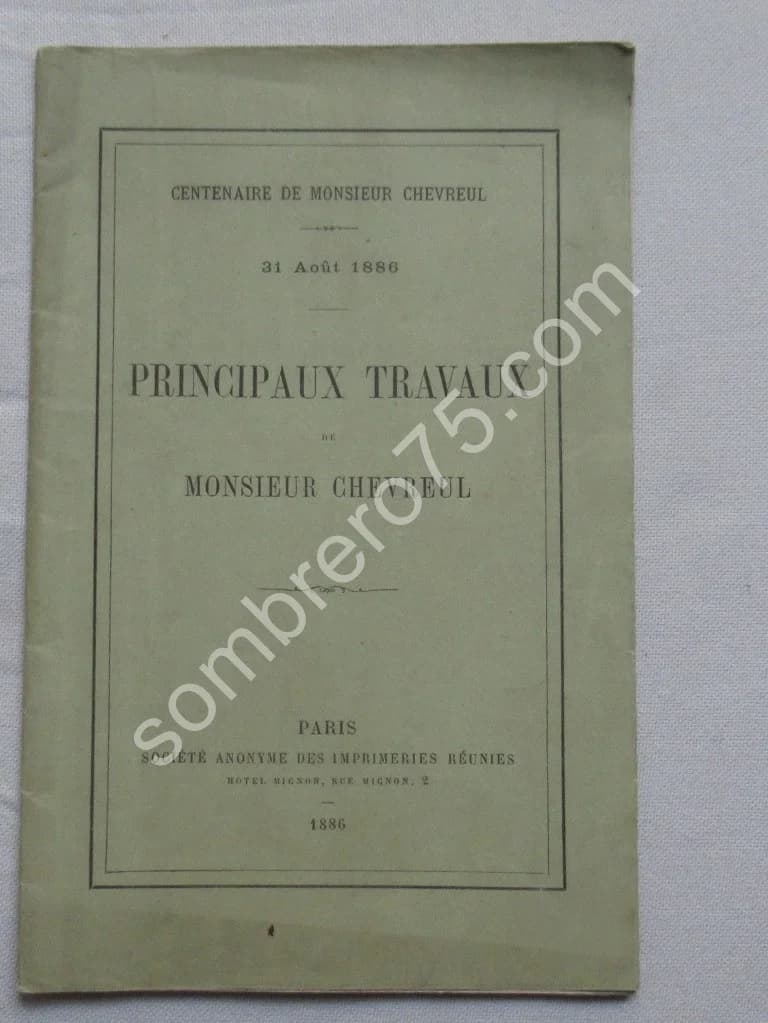 CENTENAIRE DE MONSIEUR CHEVREUL
31 Août 1886
PRINCIPAUX TRAVAUX
DE
MONSIEUR CHEVREUL
PARIS
SOCIÉTÉ ANONYME DES IMPRIMERIES RÉUNIES
HOTEL MIGNON, RUE MIGNON, 2
1886
sombrero75.com